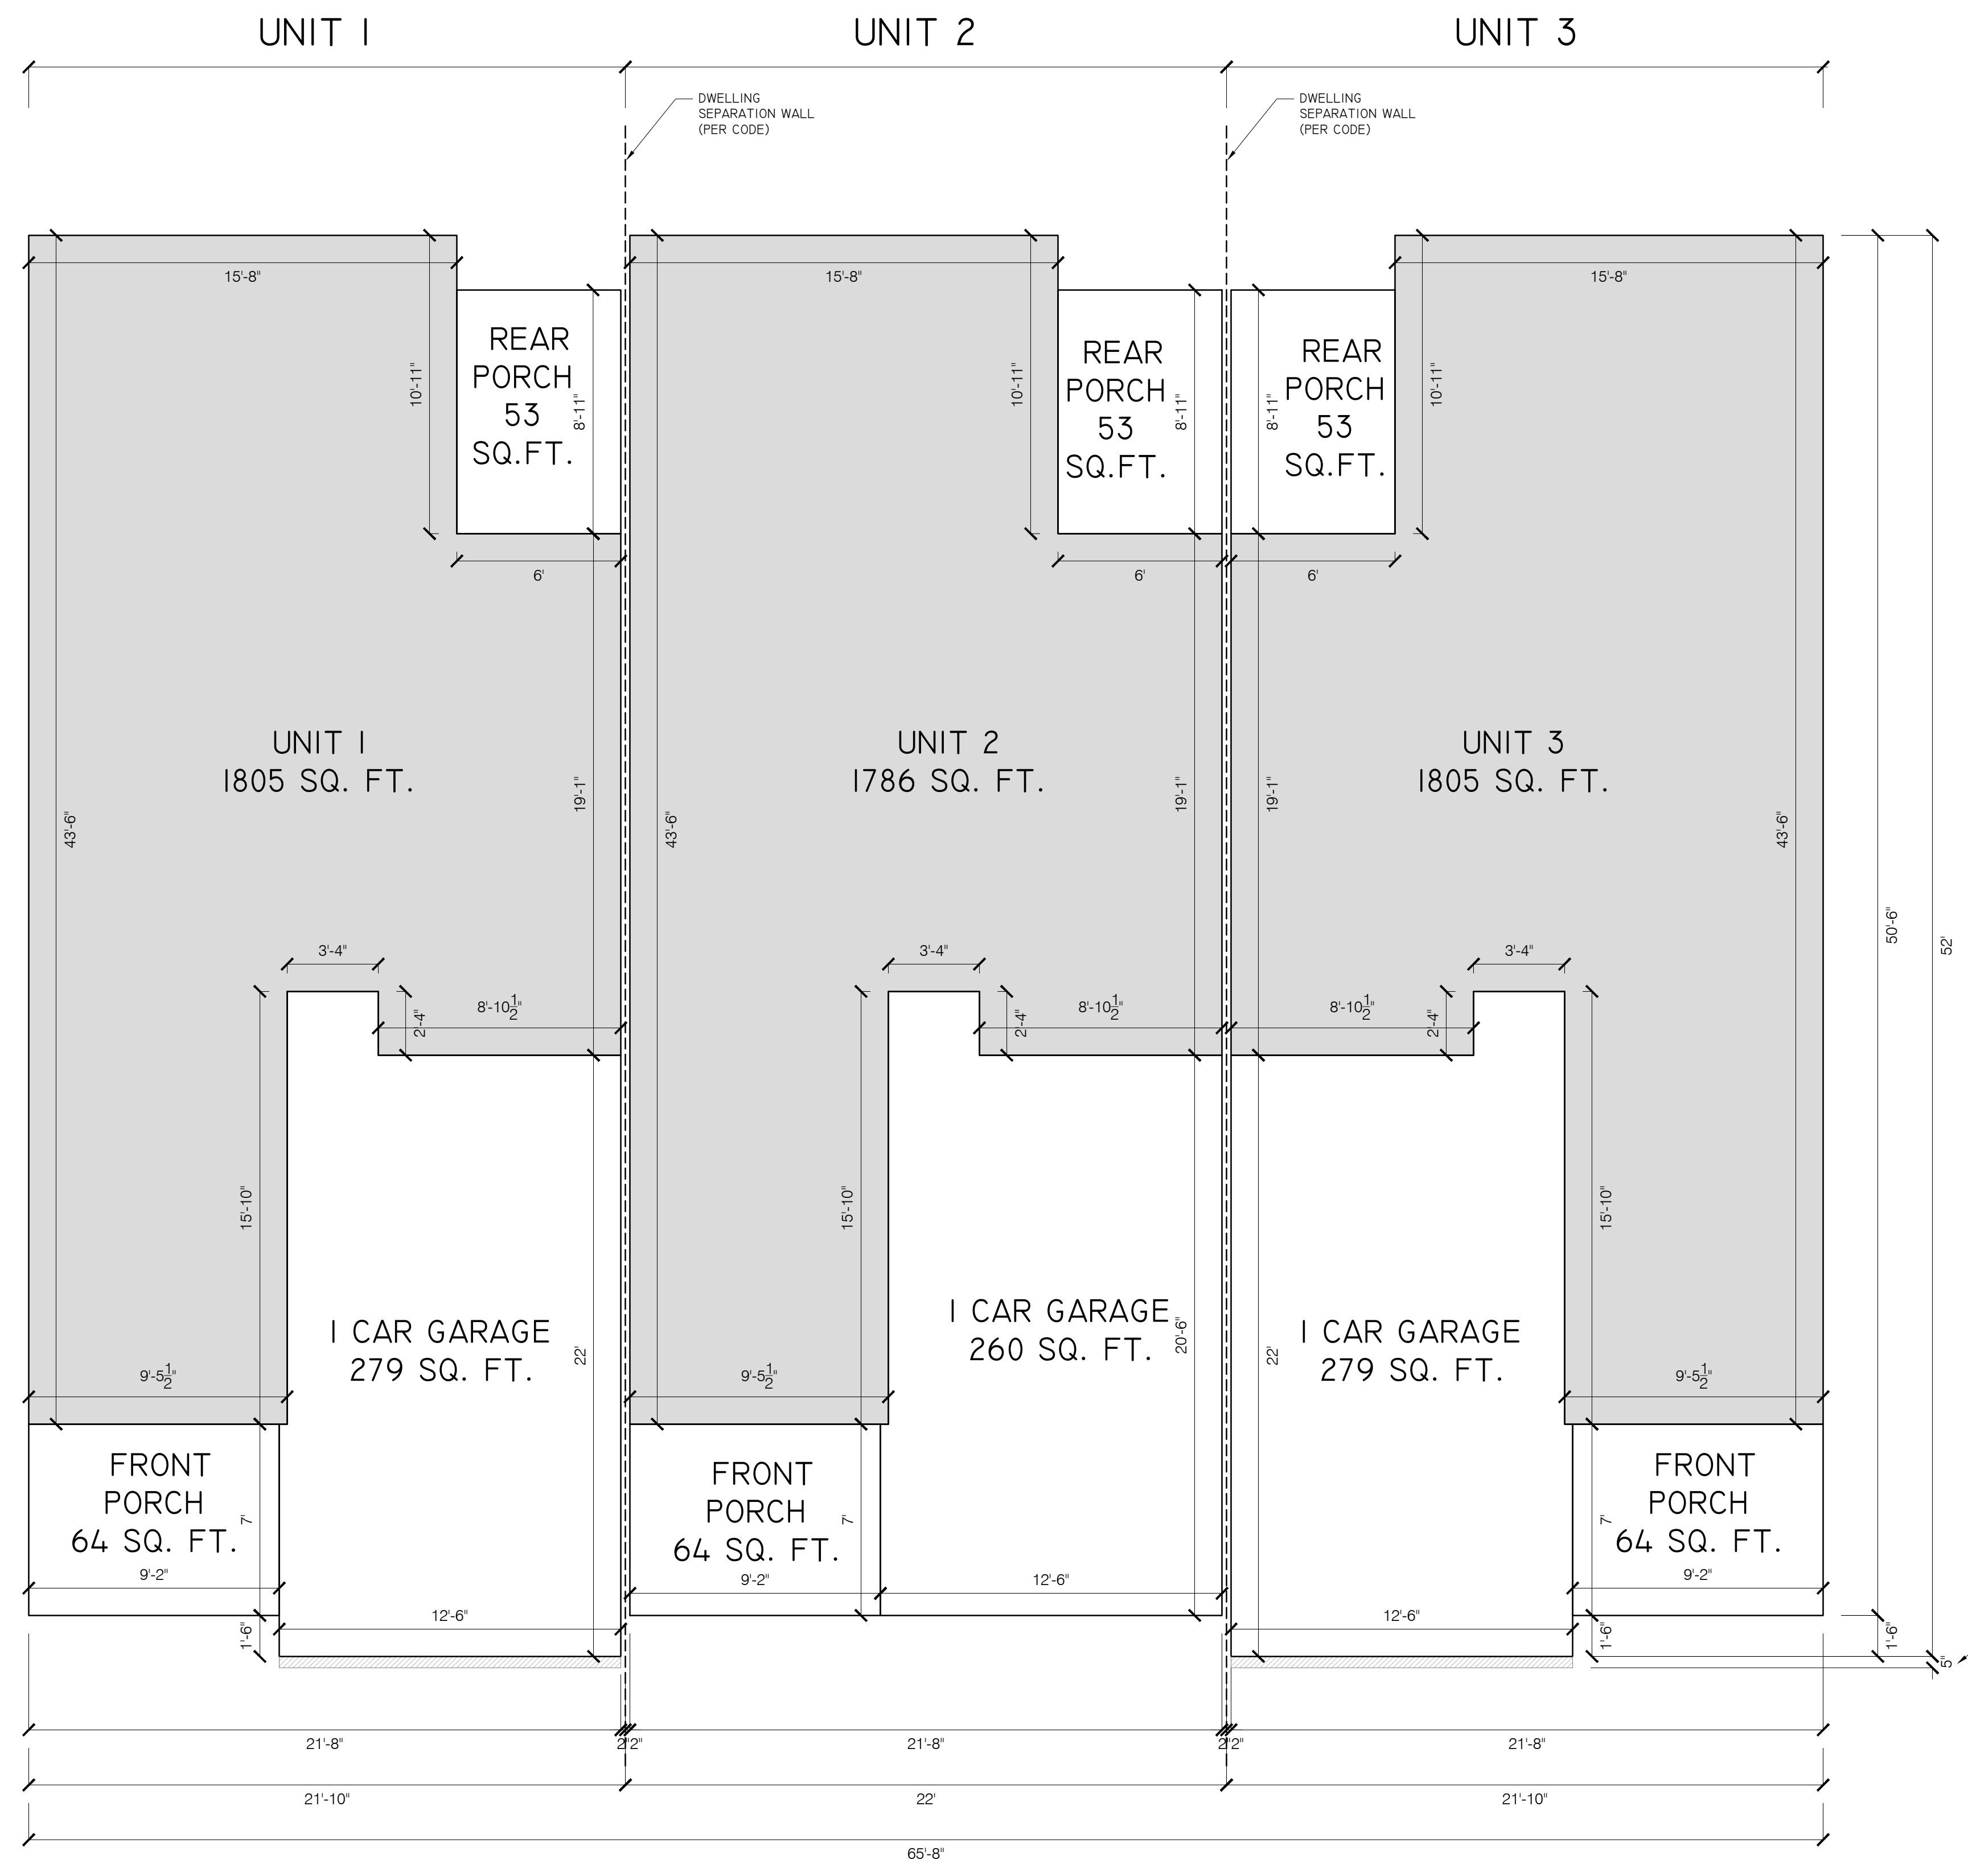 UNIT 1
UNIT 2
UNIT 3
DWELLING
SEPARATION WALL
(PER CODE)
DWELLING
SEPARATION WALL
(PER CODE)
15'-8"
15'-8"
15'-8"
REAR
PORCH
53
SQ.FT.
REAR
PORCH
53
SQ.FT.
REAR
PORCH
53
SQ.FT.
10'-11"
8'-11"
10'-11"
8'-11"
8'-11"
10'-11"
6'
6'
6'
UNIT 1
1805 SQ. FT.
UNIT 2
1786 SQ. FT.
UNIT 3
1805 SQ. FT.
43'-6"
19'-1"
43'-6"
19'-1"
19'-1"
43'-6"
50'-6"
52'
3'-4"
3'-4"
3'-4"
8'-10 1/2"
8'-10 1/2"
8'-10 1/2"
2'-4"
2'-4"
2'-4"
15'-10"
15'-10"
15'-10"
1 CAR GARAGE
279 SQ. FT.
1 CAR GARAGE
260 SQ. FT.
1 CAR GARAGE
279 SQ. FT.
22'
20'-6"
22'
9'-5 1/2"
9'-5 1/2"
9'-5 1/2"
FRONT
PORCH
64 SQ. FT.
FRONT
PORCH
64 SQ. FT.
FRONT
PORCH
64 SQ. FT.
7'
7'
7'
9'-2"
9'-2"
12'-6"
9'-2"
12'-6"
12'-6"
1'-6"
1'-6"
1'-6"
5"
21'-8"
2"
2"
21'-8"
2"
2"
21'-8"
21'-10"
22'
21'-10"
65'-8"